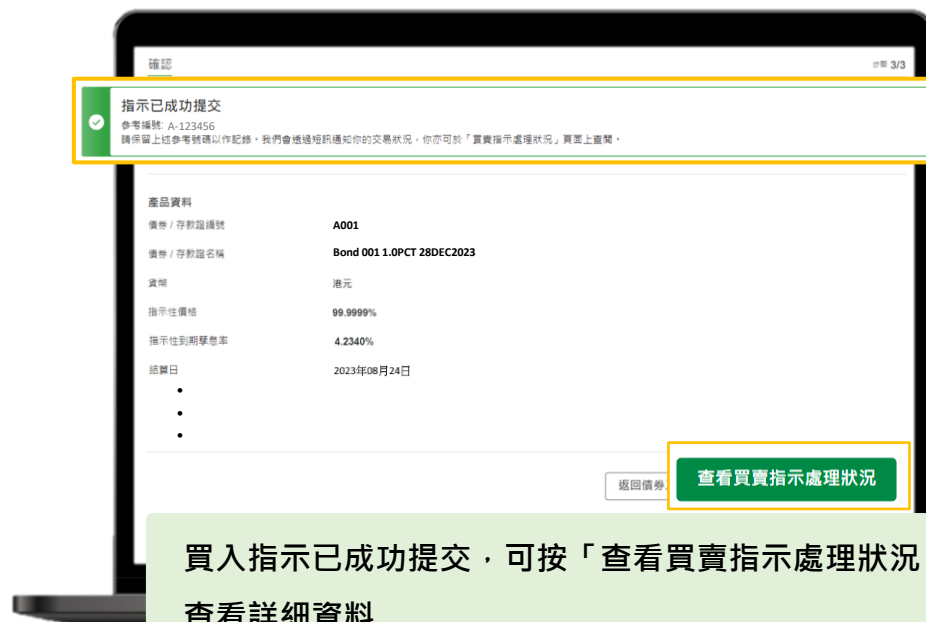 確認
步驟 3/3
指示已成功提交
參考編號: A-123456
請保留上述參考號碼以作記錄。我們會透過短訊通知你的交易狀況，你亦可於「買賣指示處理狀況」頁面上查閱。
產品資料
債券 / 存款證編號 A001
債券 / 存款證名稱 Bond 001 1.0PCT 28DEC2023
貨幣 港元
指示性價格 99.9999%
指示性到期孳息率 4.2340%
結算日 2023年08月24日
返回債券
查看買賣指示處理狀況
買入指示已成功提交，可按「查看買賣指示處理狀況
查看詳細資料